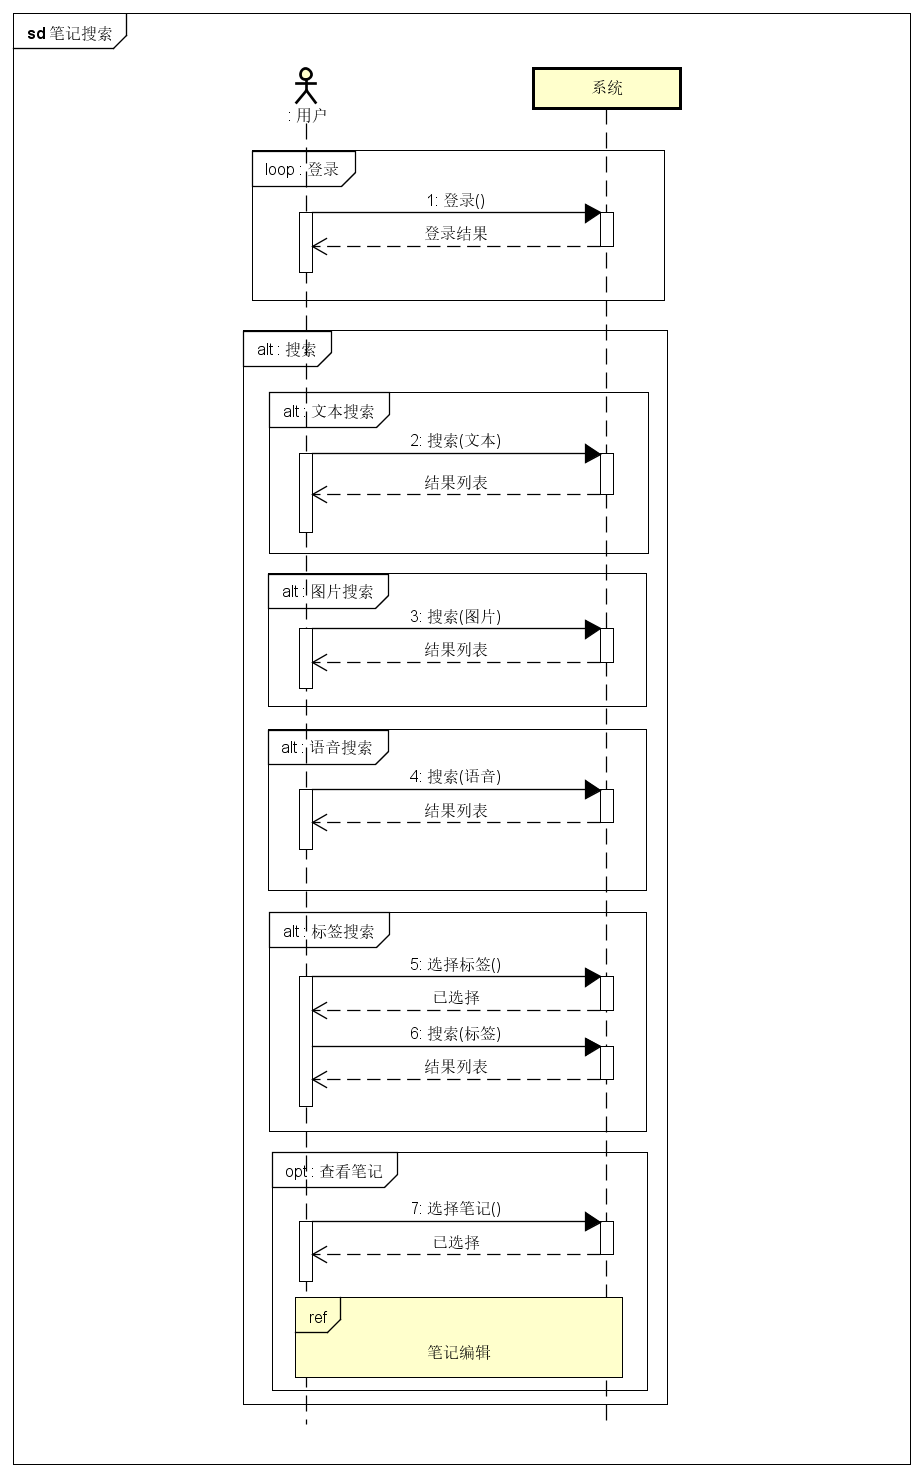 sd 笔记搜索
: 用户
系统
loop : 登录
1: 登录()
登录结果
alt : 搜索
alt : 文本搜索
2: 搜索(文本)
结果列表
alt : 图片搜索
3: 搜索(图片)
结果列表
alt : 语音搜索
4: 搜索(语音)
结果列表
alt : 标签搜索
5: 选择标签()
已选择
6: 搜索(标签)
结果列表
opt : 查看笔记
7: 选择笔记()
已选择
ref
笔记编辑